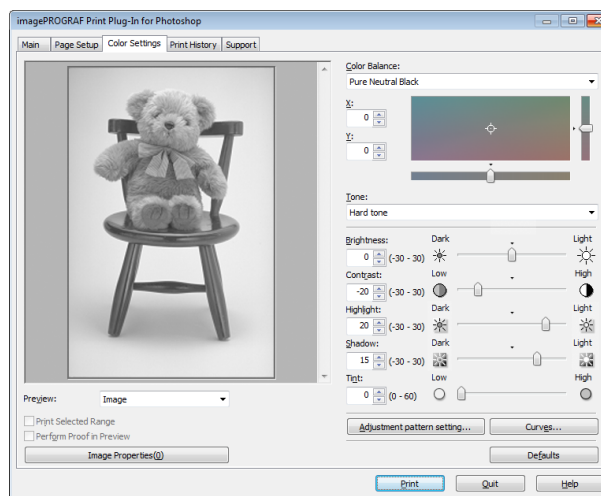 imagePROGRAF Print Plug-In for Photoshop
Main Page Setup Color Settings Print History Support
Color Balance:
Pure Neutral Black
X:
0
Y:
0
Tone:
Hard tone
Brightness: Dark Light
0 (-30 - 30)
Contrast: Low High
-20 (-30 - 30)
Highlight: Dark Light
20 (-30 - 30)
Shadow: Dark Light
15 (-30 - 30)
Tint: Low High
0 (0 - 60)
Preview: Image
Print Selected Range
Perform Proof in Preview
Image Properties(0)
Adjustment pattern setting... Curves...
Defaults
Print Quit Help